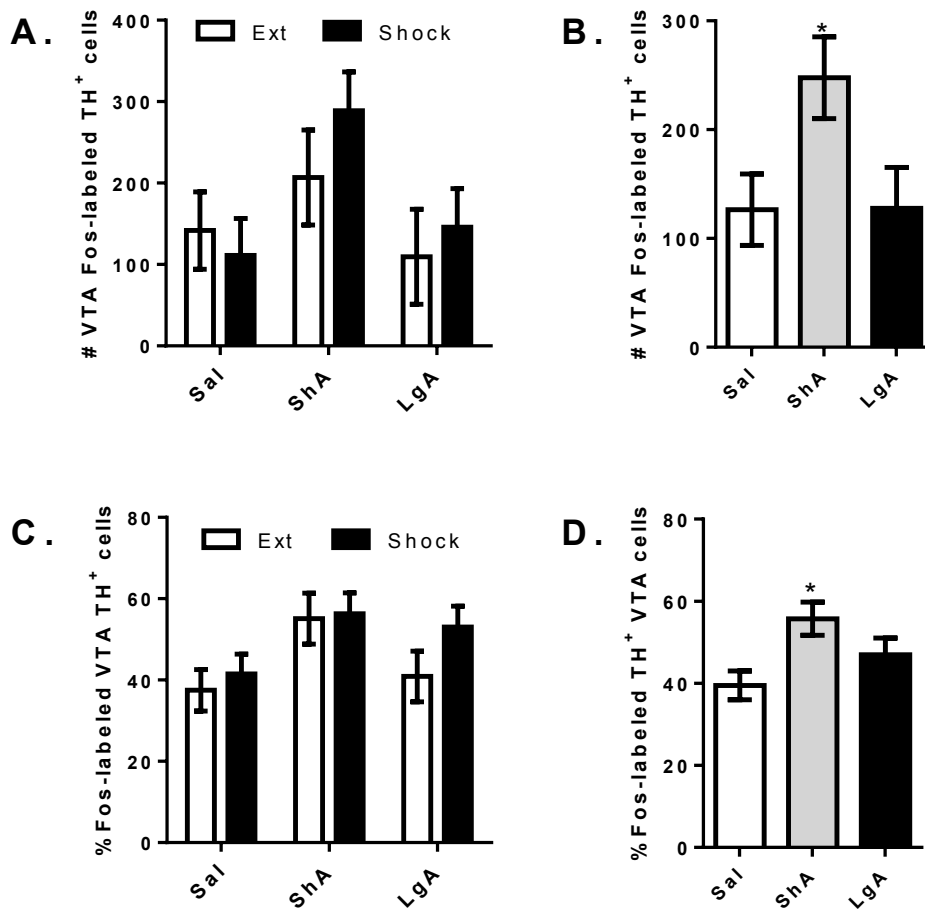 A.
Ext Shock
# VTA Fos-labeled TH+ cells
400
300
200
100
0
Sal
ShA
LgA
B.
# VTA Fos-labeled TH+ cells
300
200
100
0
*
Sal
ShA
LgA
C.
Ext Shock
%Fos-labeled VTA TH+ cells
80
60
40
20
0
Sal
ShA
LgA
D.
%Fos-labeled TH+ VTA cells
80
60
40
20
0
*
Sal
ShA
LgA